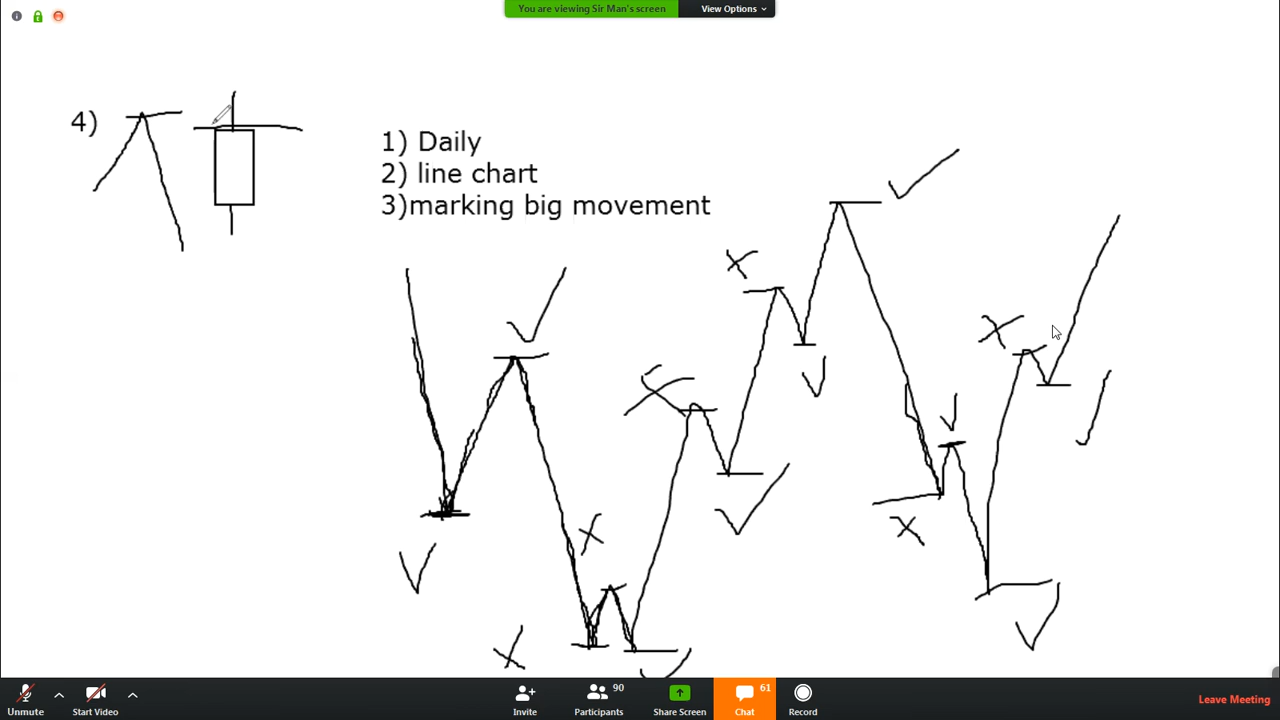 You are viewing Sir Man's screen
View Options
4)
1) Daily
2) line chart
3)marking big movement
Unmute
Start Video
Invite
90
Participants
Share Screen
61
Chat
Record
Leave Meeting